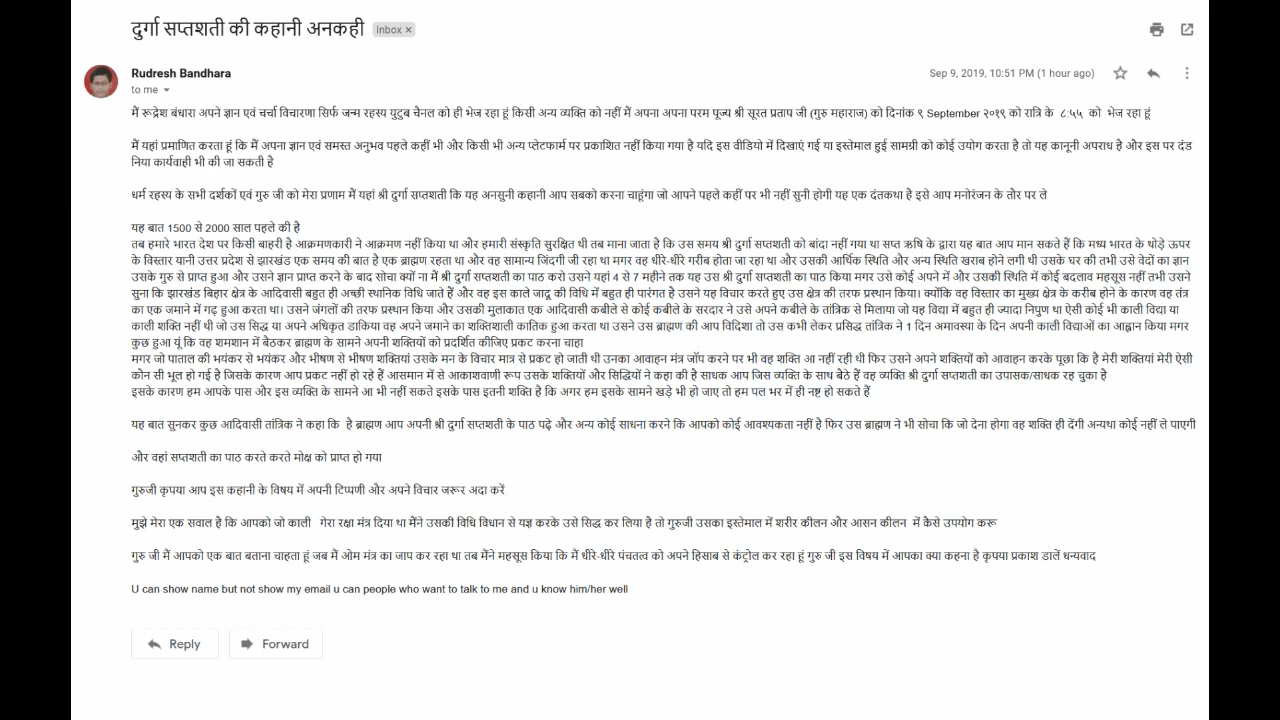 दुर्गा सप्तशती की कहानी अनकही Inbox ×
Rudresh Bandhara
Sep 9, 2019, 10:51 PM (1 hour ago)
to me
मैं रूद्रेश बंधारा अपने ज्ञान एवं चर्चा विचारणा सिर्फ जन्म रहस्य युटुब चैनल को ही भेज रहा हूं किसी अन्य व्यक्ति को नहीं मैं अपना अपना परम पूज्य श्री सूरत प्रताप जी (गुरु महाराज) को दिनांक ९ September २०१९ को रात्रि के ८:५५ को भेज रहा हूं
मैं यहां प्रमाणित करता हूं कि मैं अपना ज्ञान एवं समस्त अनुभव पहले कहीं भी और किसी भी अन्य प्लेटफार्म पर प्रकाशित नहीं किया गया है यदि इस वीडियो में दिखाएं गई या इस्तेमाल हुई सामग्री को कोई उयोग करता है तो यह कानूनी अपराध है और इस पर दंड
निया कार्यवाही भी की जा सकती है
धर्म रहस्य के सभी दर्शकों एवं गुरु जी को मेरा प्रणाम मैं यहां श्री दुर्गा सप्तशती कि यह अनसुनी कहानी आप सबको करना चाहूंगा जो आपने पहले कहीं पर भी नहीं सुनी होगी यह एक दंतकथा है इसे आप मनोरंजन के तौर पर ले
यह बात 1500 से 2000 साल पहले की है
तब हमारे भारत देश पर किसी बाहरी है आक्रमणकारी ने आक्रमण नहीं किया था और हमारी संस्कृति सुरक्षित थी तब माना जाता है कि उस समय श्री दुर्गा सप्तशती को बांदा नहीं गया था सप्त ऋषि के द्वारा यह बात आप मान सकते हैं कि मध्य भारत के थोड़े ऊपर
के विस्तार यानी उत्तर प्रदेश से झारखंड एक समय की बात है एक ब्राह्मण रहता था और वह सामान्य जिंदगी जी रहा था मगर वह धीरे-धीरे गरीब होता जा रहा था और उसकी आर्थिक स्थिति और अन्य स्थिति खराब होने लगी थी उसके घर की तभी उसे वेदों का ज्ञान
उसके गुरु से प्राप्त हुआ और उसने ज्ञान प्राप्त करने के बाद सोचा क्यों ना मैं श्री दुर्गा सप्तशती का पाठ करो उसने यहां 4 से 7 महीने तक यह उस श्री दुर्गा सप्तशती का पाठ किया मगर उसे कोई अपने में और उसकी स्थिति में कोई बदलाव महसूस नहीं तभी उसने
सुना कि झारखंड बिहार क्षेत्र के आदिवासी बहुत ही अच्छी स्थानिक विधि जाते हैं और वह इस काले जादू की विधि में बहुत ही पारंगत है उसने यह विचार करते हुए उस क्षेत्र की तरफ प्रस्थान किया। क्योंकि वह विस्तार का मुख्य क्षेत्र के करीब होने के कारण वह तंत्र
का एक जमाने में गढ़ हुआ करता था। उसने जंगलों की तरफ प्रस्थान किया और उसकी मुलाकात एक आदिवासी कबीले से कोई कबीले के सरदार ने उसे अपने कबीले के तांत्रिक से मिलाया जो यह विद्या में बहुत ही ज्यादा निपुण था ऐसी कोई भी काली विद्या या
काली शक्ति नहीं थी जो उस सिद्ध या अपने अधिकृत डाकिया वह अपने जमाने का शक्तिशाली कातिक हुआ करता था उसने उस ब्राह्मण की आप विदिशा तो उस कभी लेकर प्रसिद्ध तांत्रिक ने 1 दिन अमावस्या के दिन अपनी काली विद्याओं का आह्वान किया मगर
कुछ हुआ यूं कि वह शमशान में बैठकर ब्राह्मण के सामने अपनी शक्तियों को प्रदर्शित कीजिए प्रकट करना चाहा
मगर जो पाताल की भयंकर से भयंकर और भीषण से भीषण शक्तियां उसके मन के विचार मात्र से प्रकट हो जाती थी उनका आवाहन मंत्र जॉप करने पर भी वह शक्ति आ नहीं रही थी फिर उसने अपने शक्तियों को आवाहन करके पूछा कि है मेरी शक्तियां मेरी ऐसी
कौन सी भूत हो गई है जिसके कारण आप प्रकट नहीं हो रहे हैं आसमान में से आकाशवाणी रूप उसके शक्तियों और सिद्धियों ने कहा की है साधक आप जिस व्यक्ति के साथ बैठे हैं वह व्यक्ति श्री दुर्गा सप्तशती का उपासक/साधक रह चुका है
इसके कारण हम आपके पास और इस व्यक्ति के सामने आ भी नहीं सकते इसके पास इतनी शक्ति है कि अगर हम इसके सामने खड़े भी हो जाए तो हम पल भर में ही नष्ट हो सकते हैं
यह बात सुनकर कुछ आदिवासी तांत्रिक ने कहा कि है ब्राह्मण आप अपनी श्री दुर्गा सप्तशती के पाठ पढ़े और अन्य कोई साधना करने कि आपको कोई आवश्यकता नहीं है फिर उस ब्राह्मण ने भी सोचा कि जो देना होगा वह शक्ति ही देंगी अन्यथा कोई नहीं ले पाएगी
और वहां सप्तशती का पाठ करते करते मोक्ष को प्राप्त हो गया
गुरुजी कृपया आप इस कहानी के विषय में अपनी टिप्पणी और अपने विचार जरूर अदा करें
मुझे मेरा एक सवाल है कि आपको जो काली गेरा रक्षा मंत्र दिया था मैंने उसकी विधि विधान से यज्ञ करके उसे सिद्ध कर लिया है तो गुरुजी उसका इस्तेमाल में शरीर कीलन और आसन कीलन में कैसे उपयोग करू
गुरु जी मैं आपको एक बात बताना चाहता हूं जब मैं ओम मंत्र का जाप कर रहा था तब मैंने महसूस किया कि मैं धीरे-धीरे पंचतत्व को अपने हिसाब से कंट्रोल कर रहा हूं गुरु जी इस विषय में आपका क्या कहना है कृपया प्रकाश डालें धन्यवाद
U can show name but not show my email u can people who want to talk to me and u know him/her well
Reply Forward